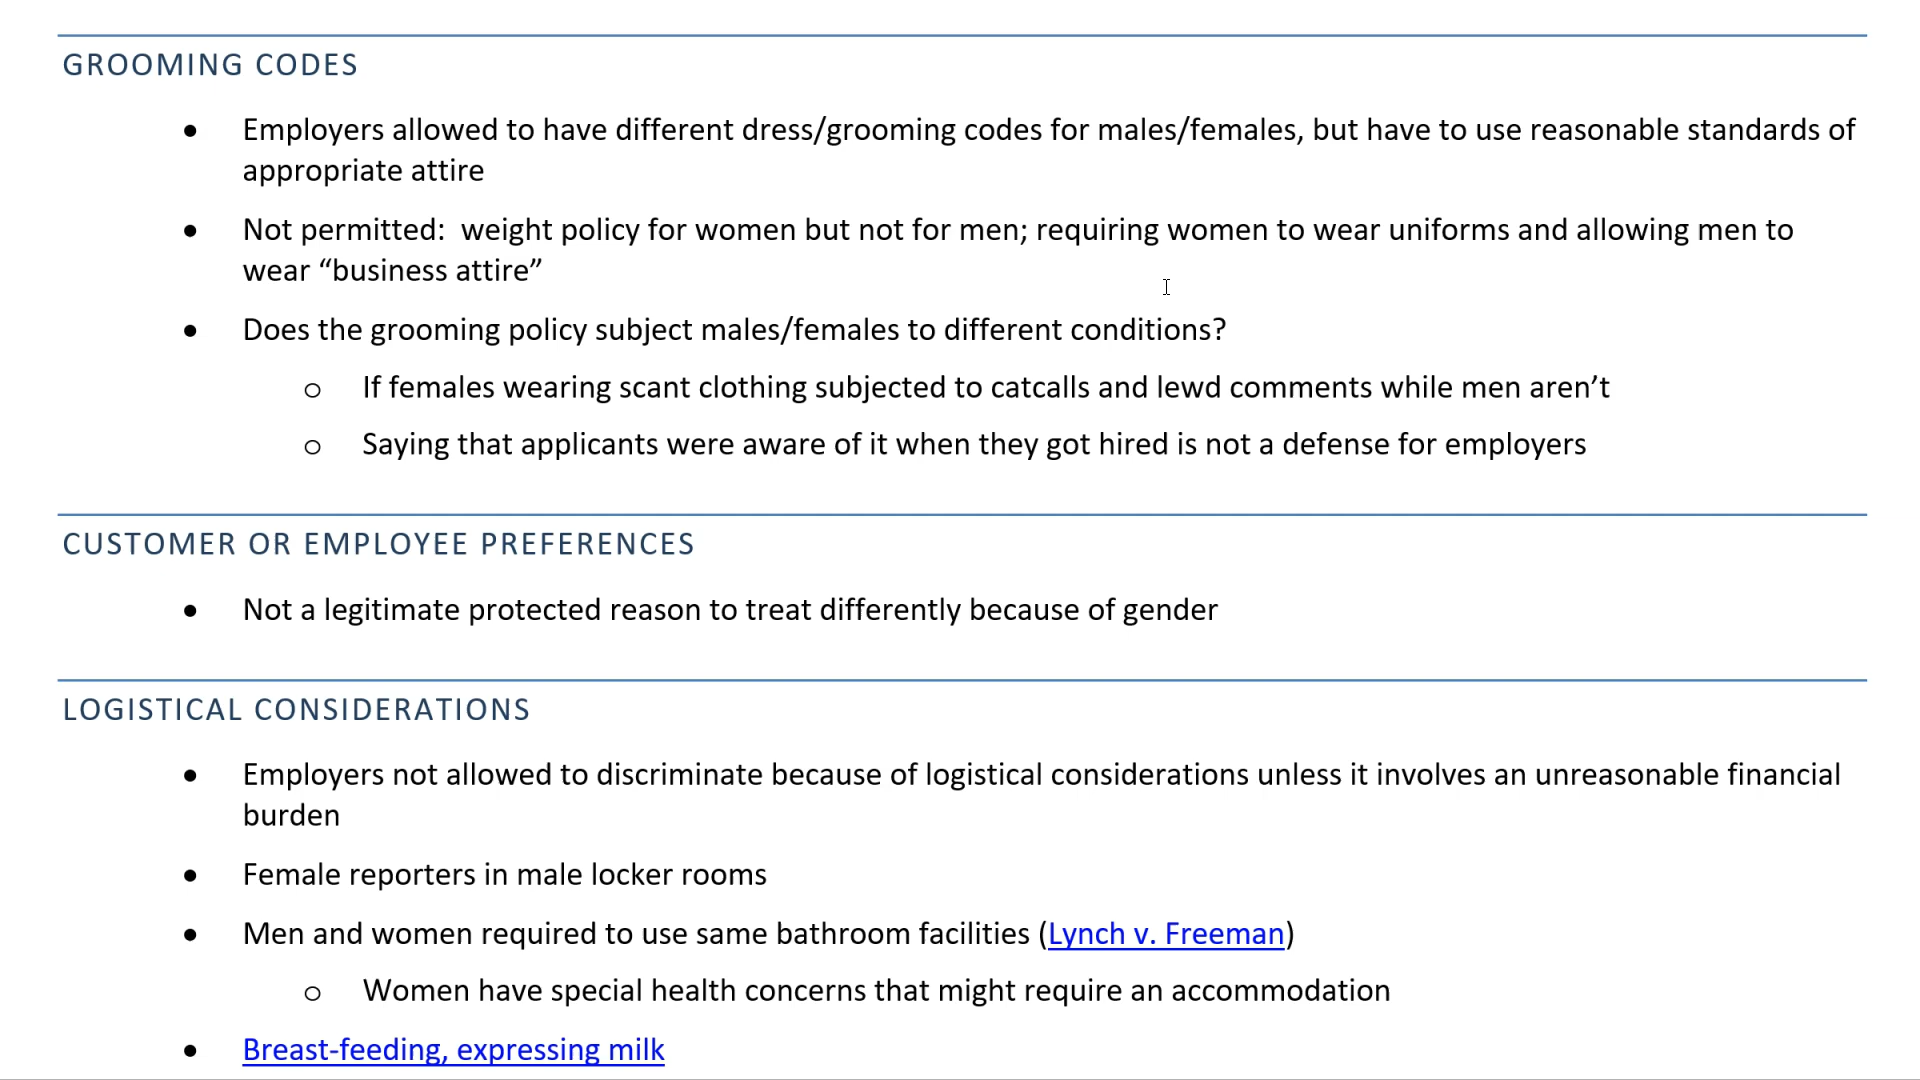 GROOMING CODES
● Employers allowed to have different dress/grooming codes for males/females, but have to use reasonable standards of
appropriate attire
● Not permitted:  weight policy for women but not for men; requiring women to wear uniforms and allowing men to
wear “business attire”
● Does the grooming policy subject males/females to different conditions?
o If females wearing scant clothing subjected to catcalls and lewd comments while men aren’t
o Saying that applicants were aware of it when they got hired is not a defense for employers
CUSTOMER OR EMPLOYEE PREFERENCES
● Not a legitimate protected reason to treat differently because of gender
LOGISTICAL CONSIDERATIONS
● Employers not allowed to discriminate because of logistical considerations unless it involves an unreasonable financial
burden
● Female reporters in male locker rooms
● Men and women required to use same bathroom facilities (Lynch v. Freeman)
o Women have special health concerns that might require an accommodation
● Breast-feeding, expressing milk